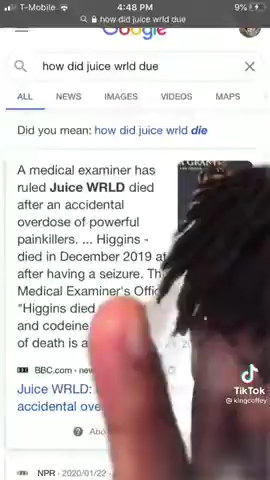 T-Mobile 4:48 PM 9%
how did juice wrld due
Google
how did juice wrld due
ALL NEWS IMAGES VIDEOS MAPS
Did you mean: how did juice wrld die
A medical examiner has
ruled Juice WRLD died
after an accidental
overdose of powerful
painkillers. ... Higgins -
died in December 2019 at
after having a seizure.
Medical Examiner's
"Higgins died
and codeine
of death is
BBC.com
Juice WRLD:
accidental
TikTok
@kingcoffey
NPR · 2020/01/22